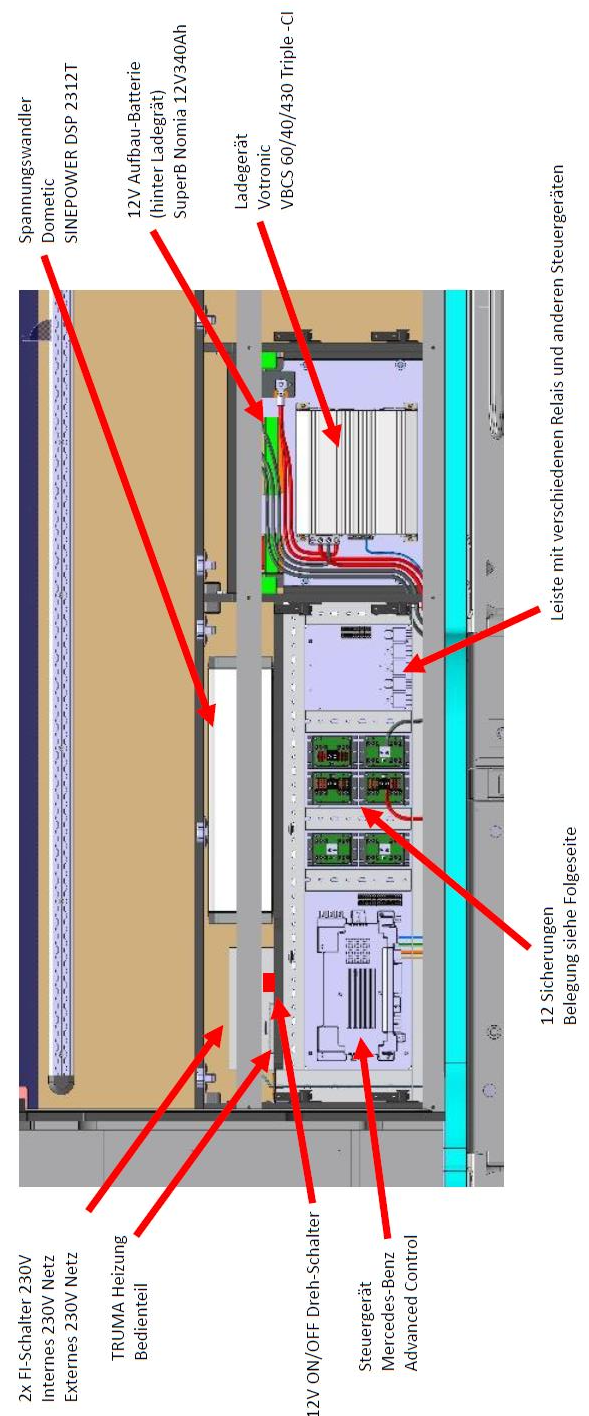 2x FI-Schalter 230V
Internes 230V Netz
Externes 230V Netz
TRUMA Heizung
Bedienteil
12V ON/OFF Dreh-Schalter
Steuergerät
Mercedes-Benz
Advanced Control
Spannungswandler
Dometic
SINEPOWER DSP 2312T
12V Aufbau-Batterie
(hinter Ladegrät)
SuperB Nomia 12V340Ah
Ladegerät
Votronic
VBCS 60/40/430 Triple -CI
12 Sicherungen
Belegung siehe Folgeseite
Leiste mit verschiedenen Relais und anderen Steuergeräten